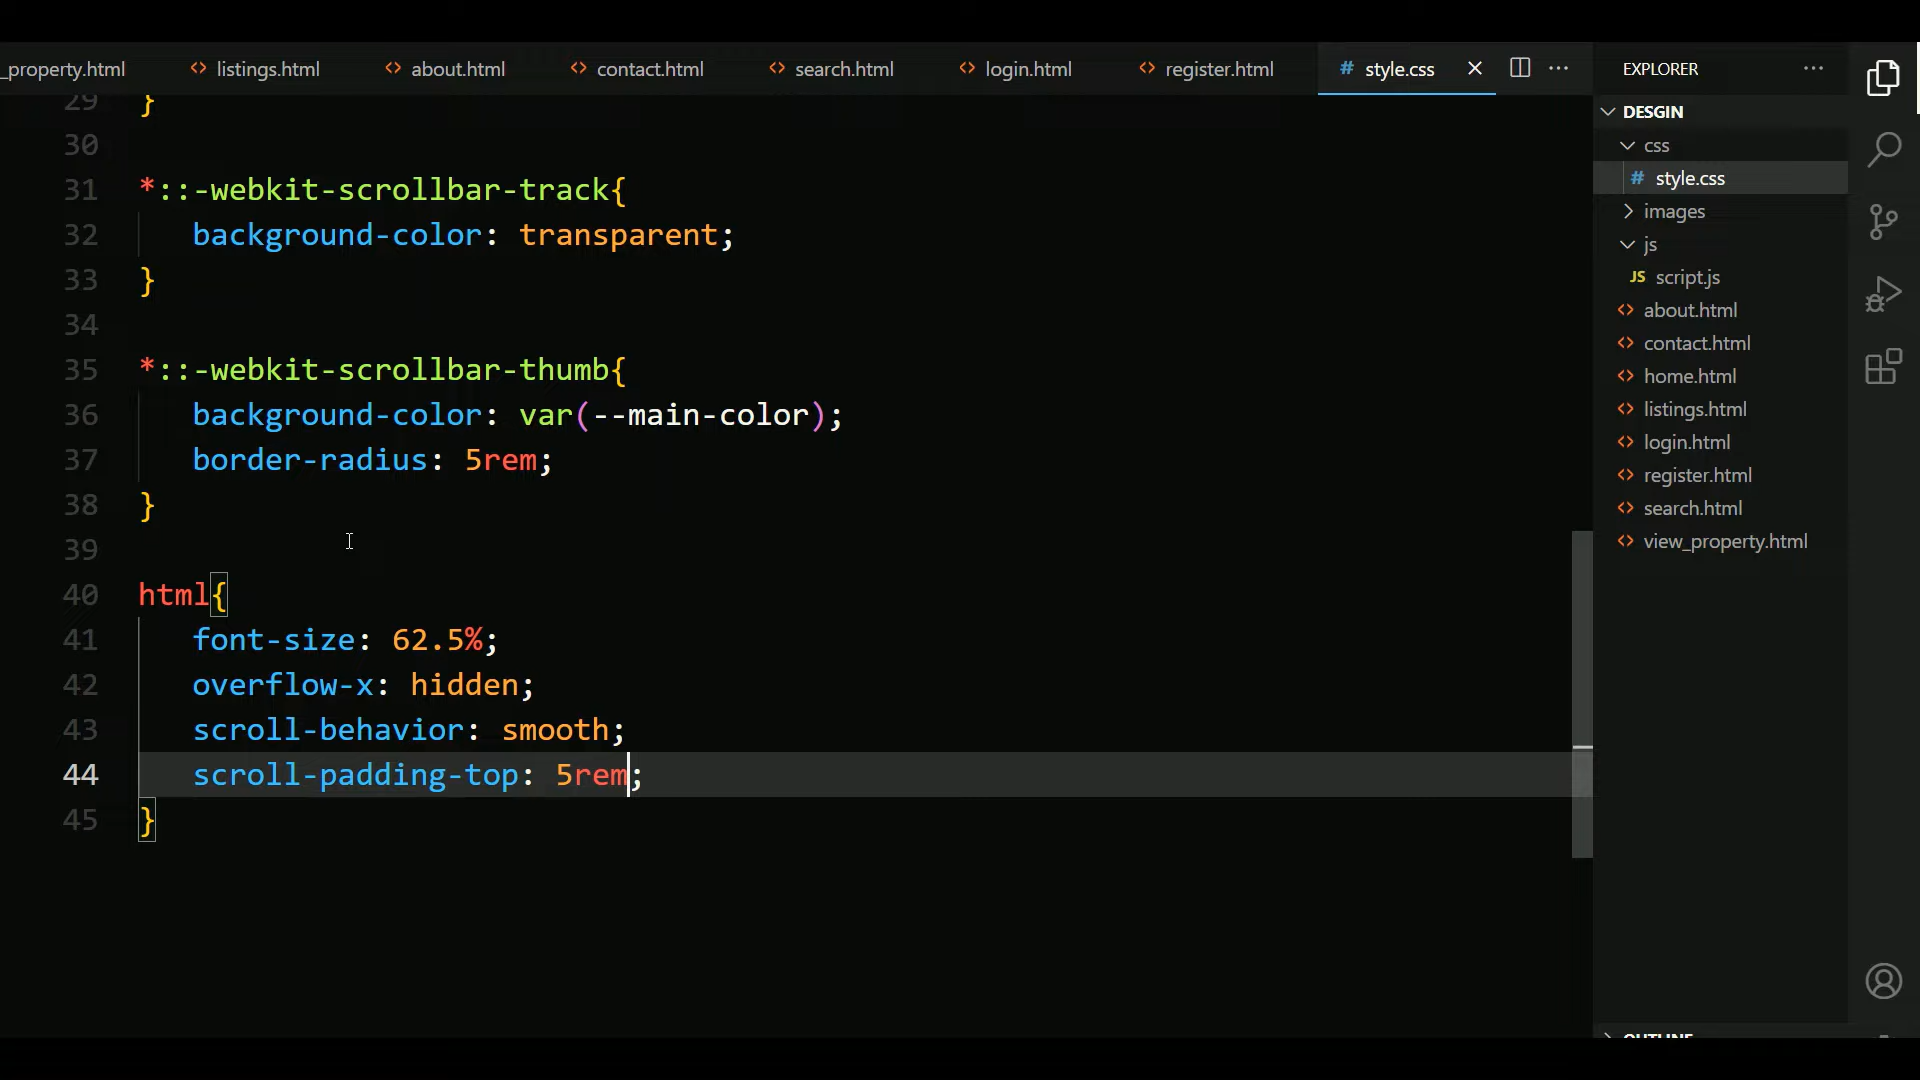 _property.html listings.html about.html contact.html search.html login.html register.html # style.css
29 }
30
31 *::-webkit-scrollbar-track{
32 background-color: transparent;
33 }
34
35 *::-webkit-scrollbar-thumb{
36 background-color: var(--main-color);
37 border-radius: 5rem;
38 }
39
40 html{
41 font-size: 62.5%;
42 overflow-x: hidden;
43 scroll-behavior: smooth;
44 scroll-padding-top: 5rem;
45 }
EXPLORER
DESGIN
css
# style.css
images
js
JS script.js
about.html
contact.html
home.html
listings.html
login.html
register.html
search.html
view_property.html
OUTLINE